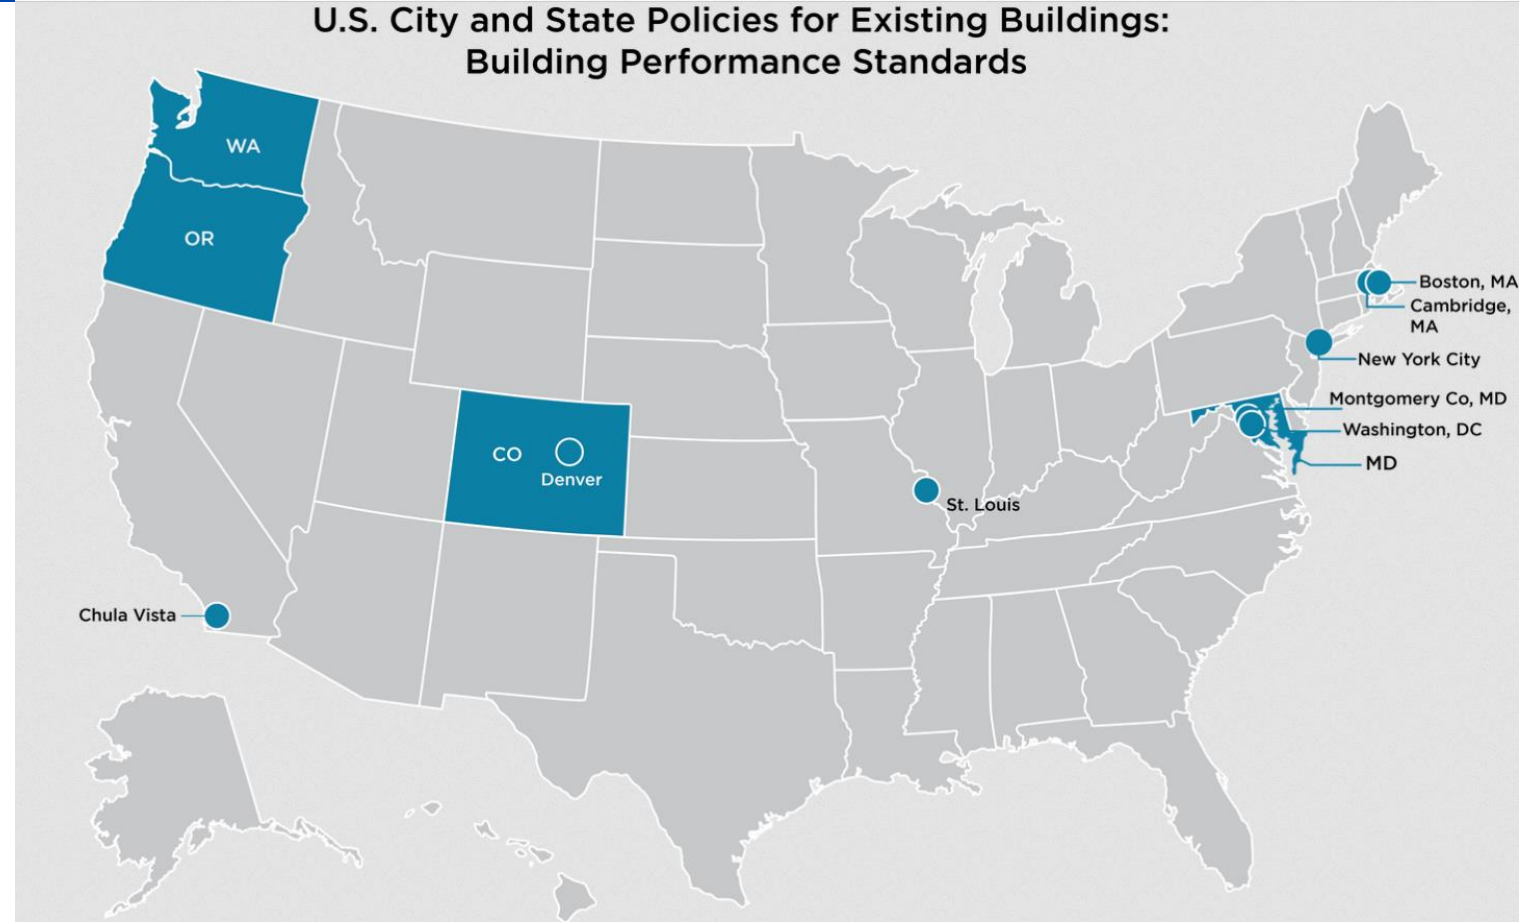 U.S. City and State Policies for Existing Buildings:
Building Performance Standards
WA
OR
CO
Denver
Chula Vista
St. Louis
Boston, MA
Cambridge,
MA
New York City
Montgomery Co, MD
Washington, DC
MD